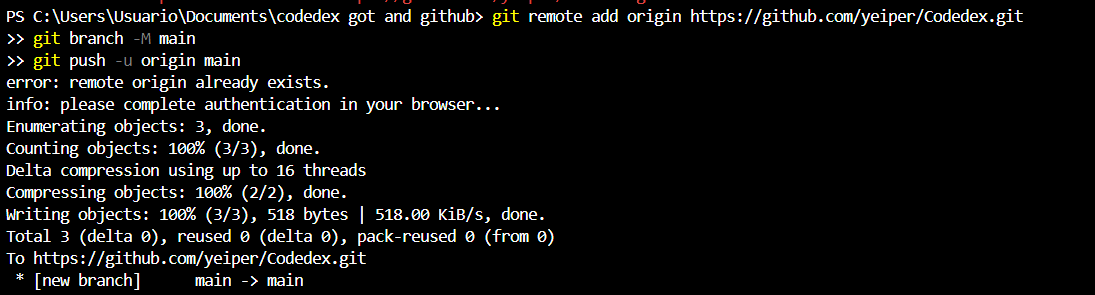 PS C:\Users\Usuario\Documents\codedex got and github> git remote add origin https://github.com/yeiper/Codedex.git
>> git branch -M main
>> git push -u origin main
error: remote origin already exists.
info: please complete authentication in your browser...
Enumerating objects: 3, done.
Counting objects: 100% (3/3), done.
Delta compression using up to 16 threads
Compressing objects: 100% (2/2), done.
Writing objects: 100% (3/3), 518 bytes | 518.00 KiB/s, done.
Total 3 (delta 0), reused 0 (delta 0), pack-reused 0 (from 0)
To https://github.com/yeiper/Codedex.git
 * [new branch]      main -> main